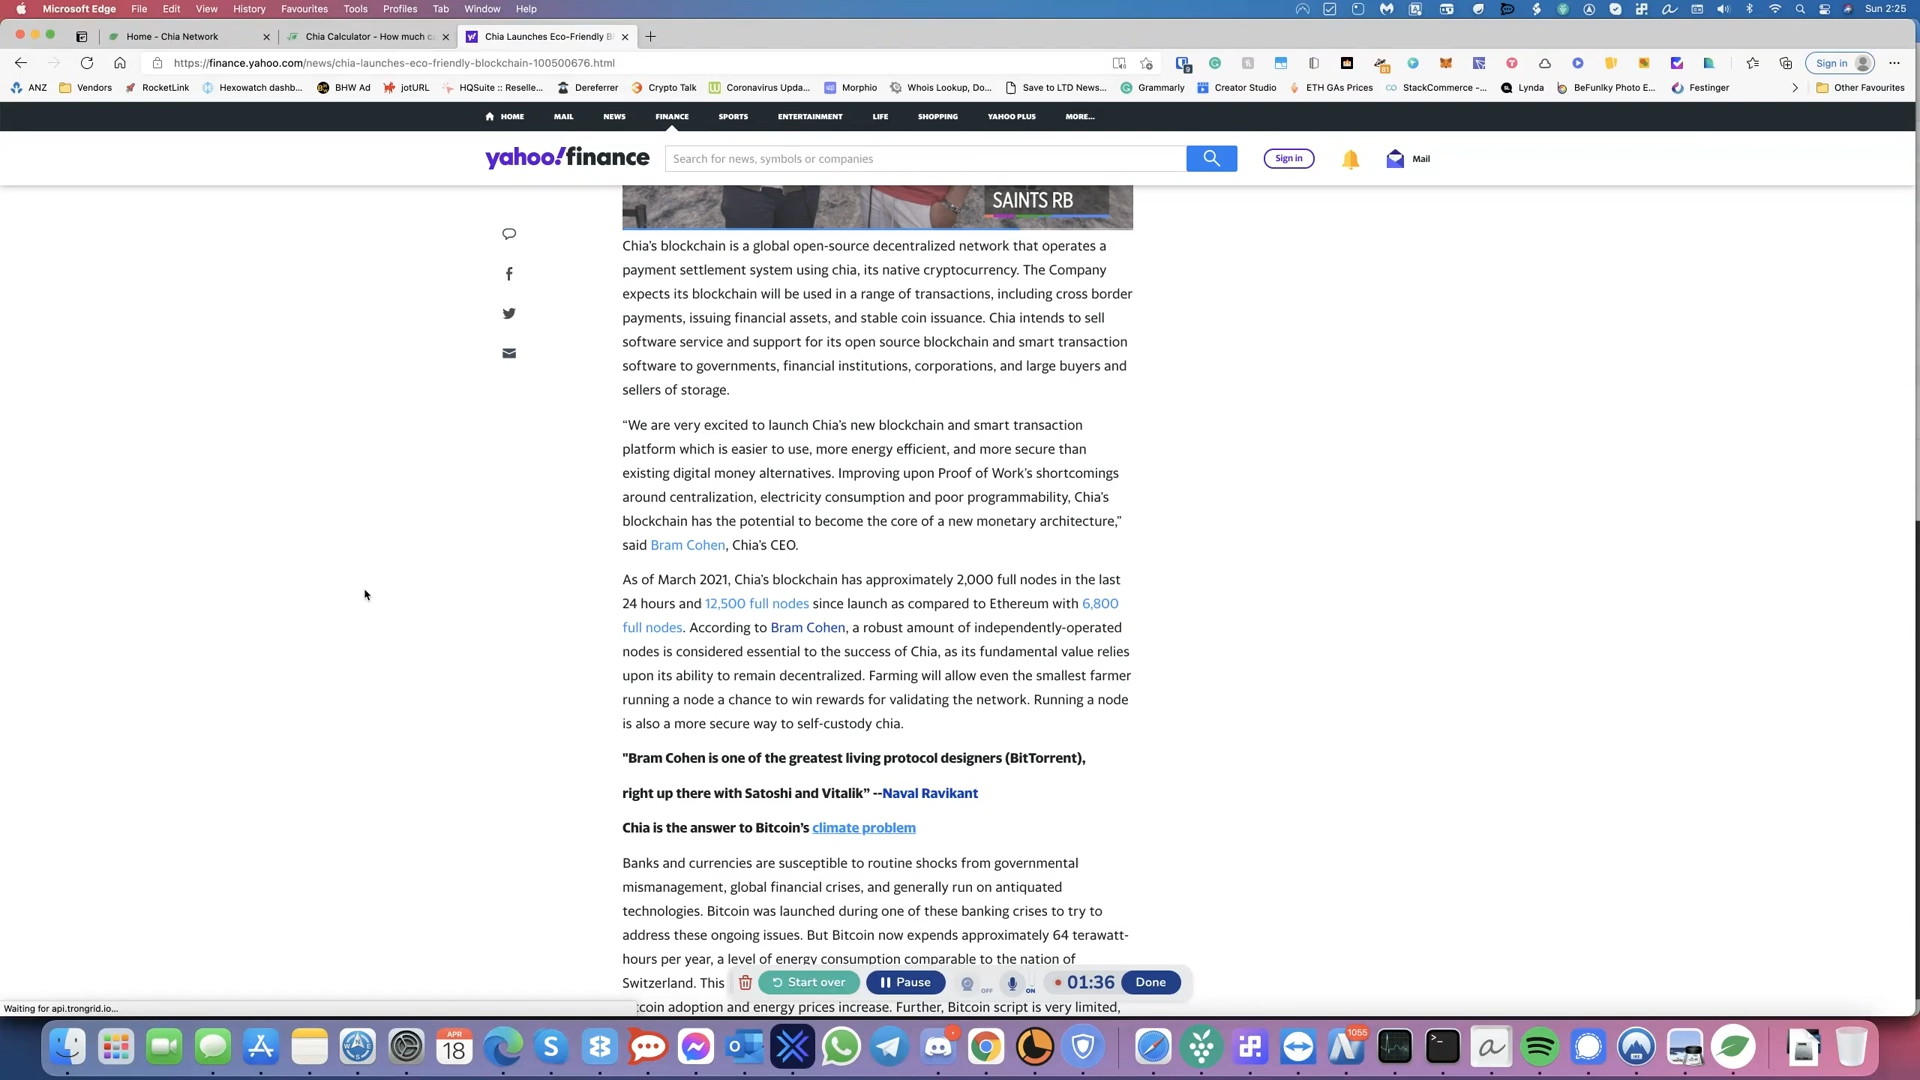 Microsoft Edge File Edit View History Favourites Tools Profiles Tab Window Help Sun 2:25
Home - Chia Network Chia Calculator - How much c Chia Launches Eco-Friendly B
https://finance.yahoo.com/news/chia-launches-eco-friendly-blockchain-100500676.html Sign in
ANZ Vendors RocketLink Hexowatch dashb... BHW Ad jotURL HQSuite :: Reselle... Dereferrer Crypto Talk Coronavirus Upda... Morphio Whois Lookup, Do... Save to LTD News... Grammarly Creator Studio ETH GAs Prices StackCommerce -... Lynda BeFunlky Photo E... Festinger Other Favourites
HOME MAIL NEWS FINANCE SPORTS ENTERTAINMENT LIFE SHOPPING YAHOO PLUS MORE...
yahoo!finance Search for news, symbols or companies Sign in Mail
SAINTS RB
Chia's blockchain is a global open-source decentralized network that operates a
payment settlement system using chia, its native cryptocurrency. The Company
expects its blockchain will be used in a range of transactions, including cross border
payments, issuing financial assets, and stable coin issuance. Chia intends to sell
software service and support for its open source blockchain and smart transaction
software to governments, financial institutions, corporations, and large buyers and
sellers of storage.
“We are very excited to launch Chia's new blockchain and smart transaction
platform which is easier to use, more energy efficient, and more secure than
existing digital money alternatives. Improving upon Proof of Work's shortcomings
around centralization, electricity consumption and poor programmability, Chia's
blockchain has the potential to become the core of a new monetary architecture,”
said Bram Cohen, Chia's CEO.
As of March 2021, Chia's blockchain has approximately 2,000 full nodes in the last
24 hours and 12,500 full nodes since launch as compared to Ethereum with 6,800
full nodes. According to Bram Cohen, a robust amount of independently-operated
nodes is considered essential to the success of Chia, as its fundamental value relies
upon its ability to remain decentralized. Farming will allow even the smallest farmer
running a node a chance to win rewards for validating the network. Running a node
is also a more secure way to self-custody chia.
"Bram Cohen is one of the greatest living protocol designers (BitTorrent),
right up there with Satoshi and Vitalik” --Naval Ravikant
Chia is the answer to Bitcoin's climate problem
Banks and currencies are susceptible to routine shocks from governmental
mismanagement, global financial crises, and generally run on antiquated
technologies. Bitcoin was launched during one of these banking crises to try to
address these ongoing issues. But Bitcoin now expends approximately 64 terawatt-
hours per year, a level of energy consumption comparable to the nation of
Switzerland. This
Start over Pause OFF ON 01:36 Done
Waiting for api.trongrid.io...
tcoin adoption and energy prices increase. Further, Bitcoin script is very limited,
APR
18
1055